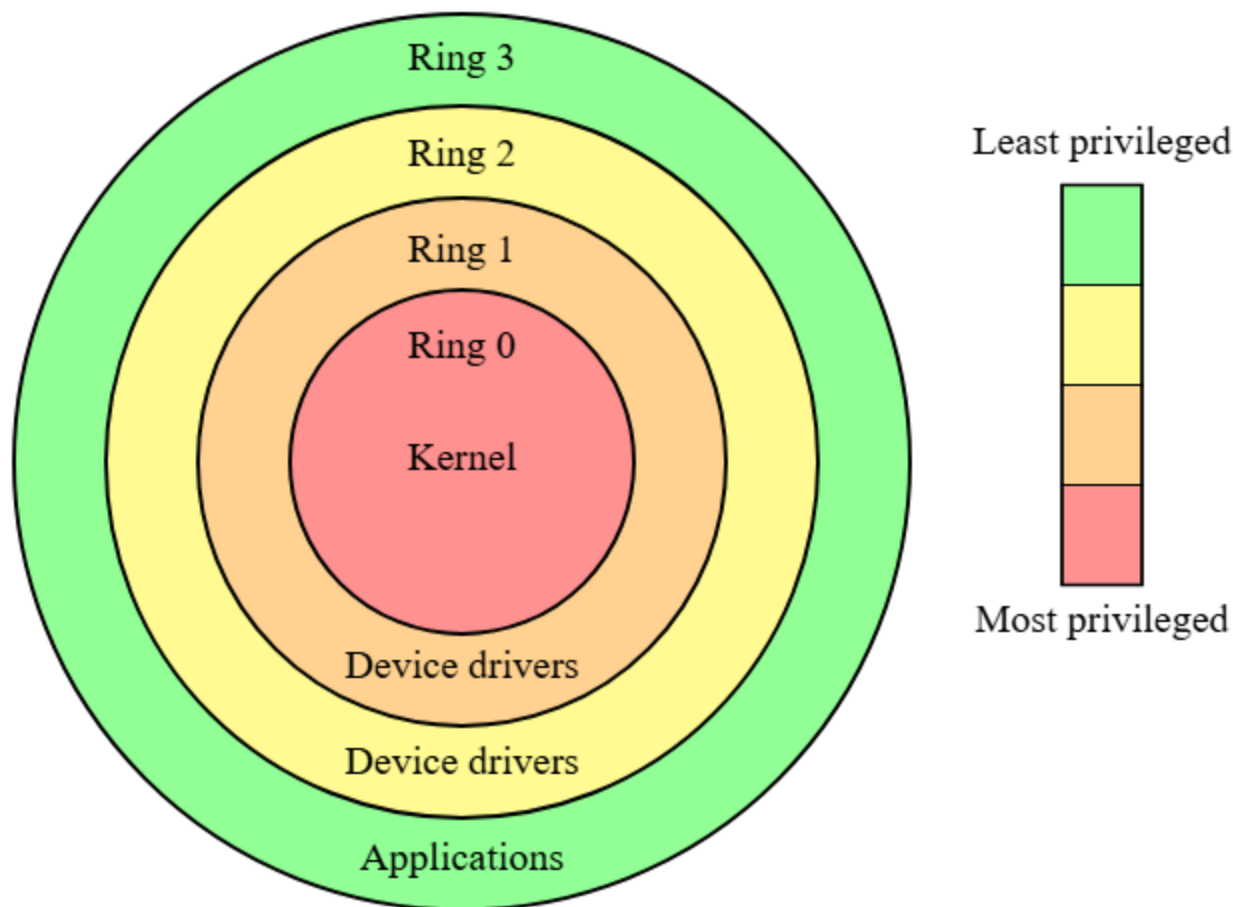 Ring 3
Ring 2
Ring 1
Ring 0
Kernel
Device drivers
Device drivers
Applications
Least privileged
Most privileged